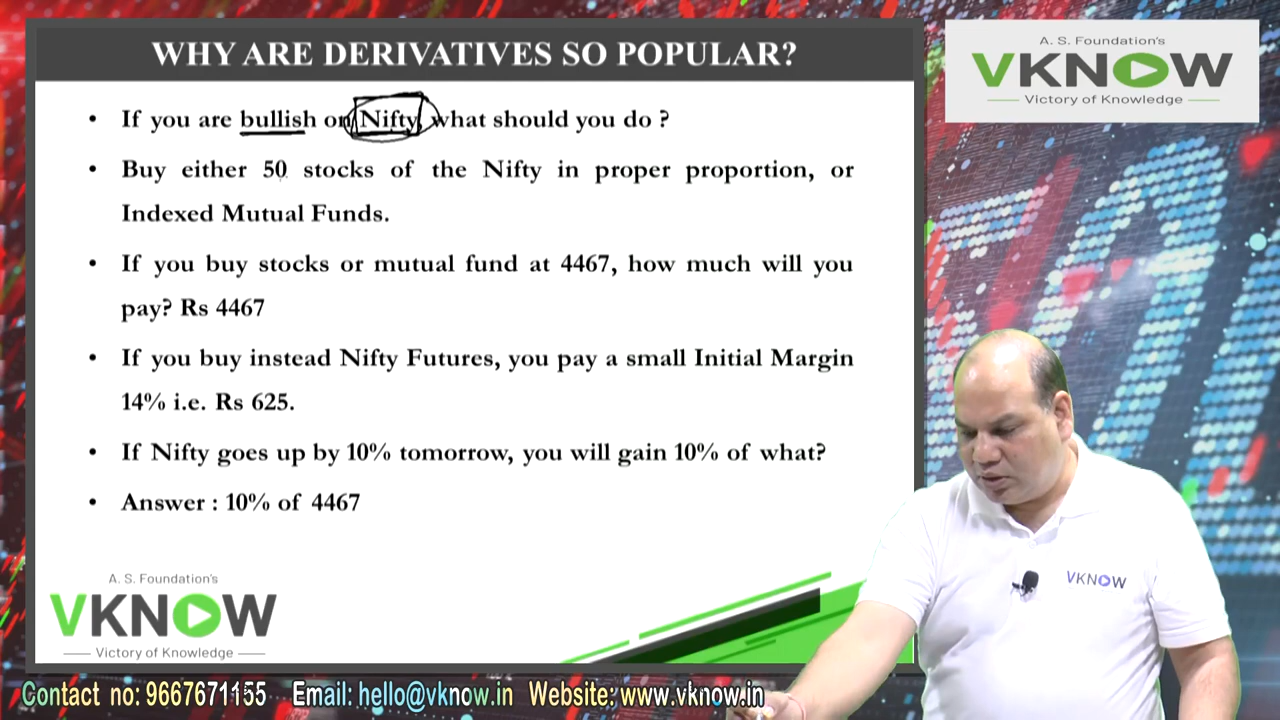 WHY ARE DERIVATIVES SO POPULAR?
A. S. Foundation's
VKNOW
Victory of Knowledge
• If you are bullish on Nifty what should you do ?
• Buy either 50 stocks of the Nifty in proper proportion, or
Indexed Mutual Funds.
• If you buy stocks or mutual fund at 4467, how much will you
pay? Rs 4467
• If you buy instead Nifty Futures, you pay a small Initial Margin
14% i.e. Rs 625.
• If Nifty goes up by 10% tomorrow, you will gain 10% of what?
• Answer : 10% of 4467
VKNOW
A. S. Foundation's
VKNOW
Victory of Knowledge
Contact no: 9667671155 Email: hello@vknow.in Website: www.vknow.in